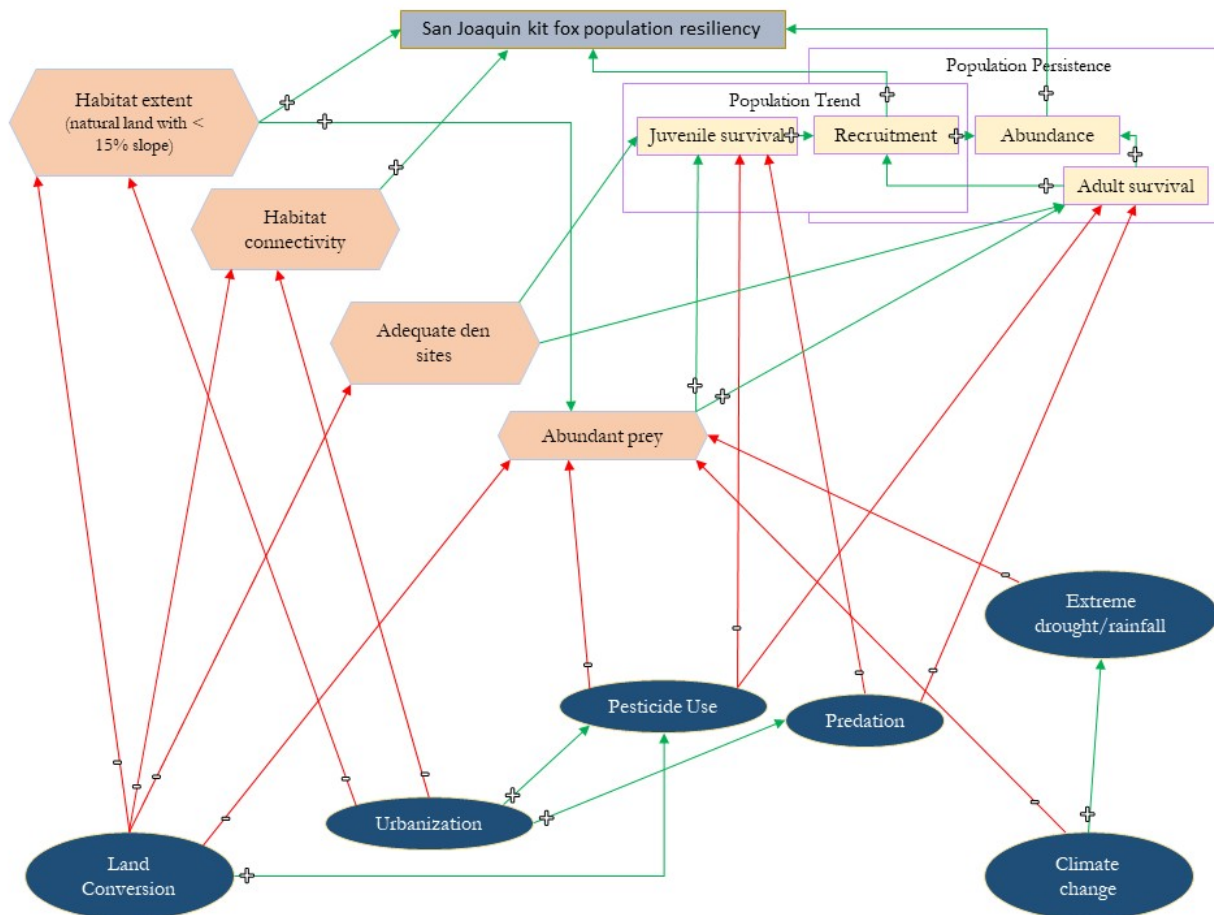 San Joaquin kit fox population resiliency
Population Persistence
Habitat extent
(natural land with <
15% slope)
Population Trend
Juvenile survival
Recruitment
Abundance
Adult survival
Habitat
connectivity
Adequate den
sites
Abundant prey
Extreme
drought/rainfall
Pesticide Use
Predation
Urbanization
Land
Conversion
Climate
change